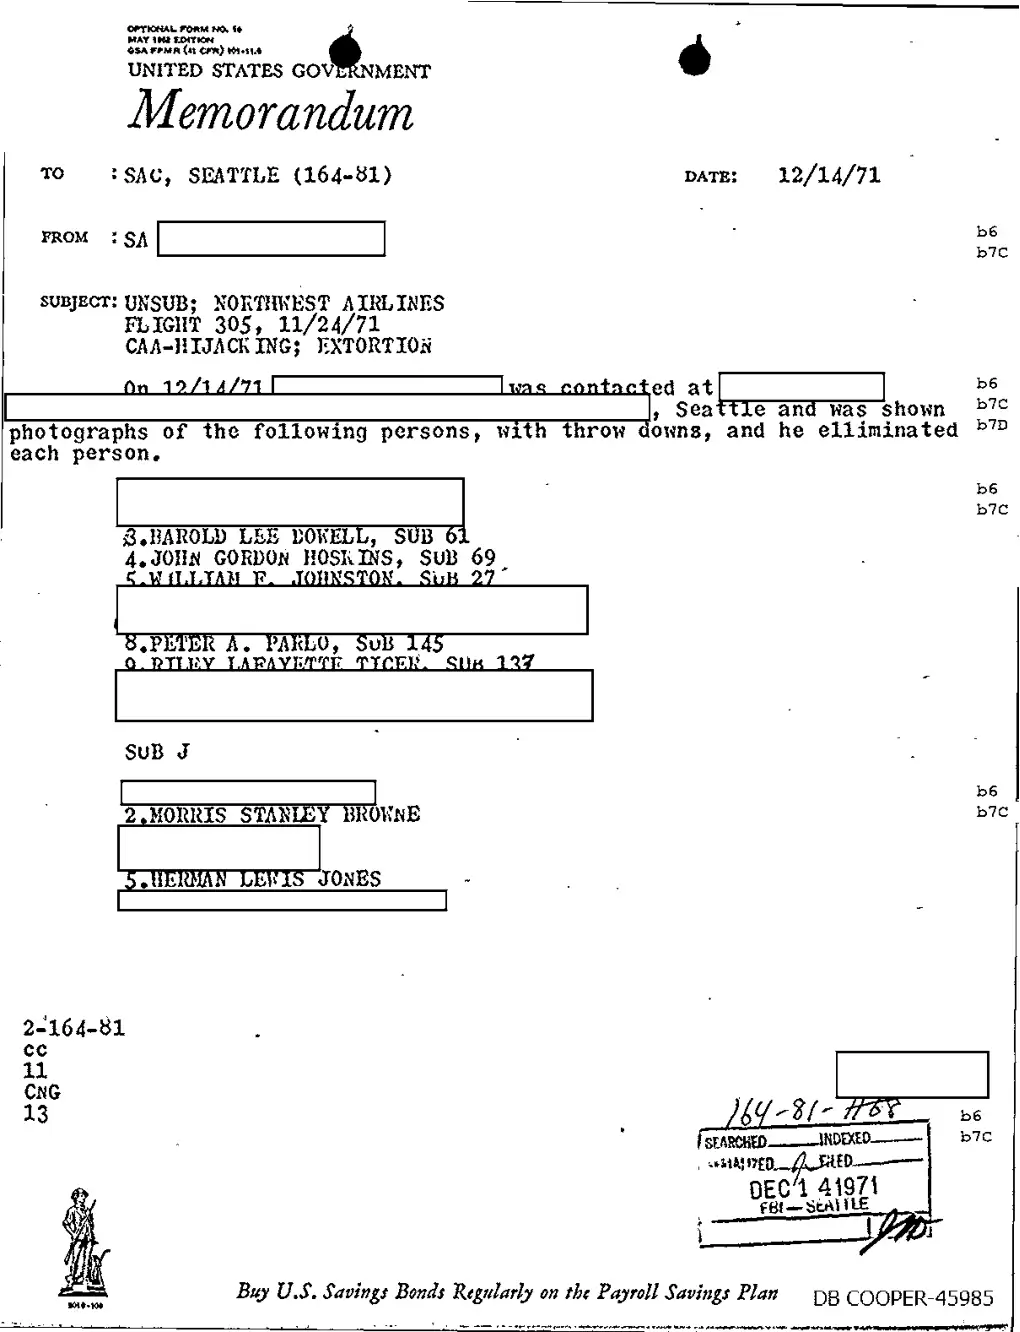 OPTIONAL FORM NO. 10
MAY 1962 EDITION
GSA FPMR (41 CFR) 101-11.6
UNITED STATES GOVERNMENT
Memorandum
TO : SAC, SEATTLE (164-81) DATE: 12/14/71
FROM : SA b6
b7C
SUBJECT: UNSUB; NORTHWEST AIRLINES
FLIGHT 305, 11/24/71
CAA-HIJACKING; EXTORTION
On 12/14/71 was contacted at b6
, Seattle and was shown b7C
photographs of the following persons, with throw downs, and he elliminated b7D
each person.
b6
b7C
3.HAROLD LEE DOWELL, SUB 61
4.JOHN GORDON HOSKINS, SUB 69
5.WILLIAM F. JOHNSTON, SUB 27
8.PETER A. PARLO, SUB 145
9.RILEY LAFAYETTE TICER, SUB 137
SUB J
b6
2.MORRIS STANLEY BROWNE b7C
5.HERMAN LEWIS JONES
2-164-81
cc
11
CNG
13
164-81-
b6
b7C
SEARCHED INDEXED
FILED
DEC 14 1971
FBI — SEATTLE
5010-108
Buy U.S. Savings Bonds Regularly on the Payroll Savings Plan
DB COOPER-45985